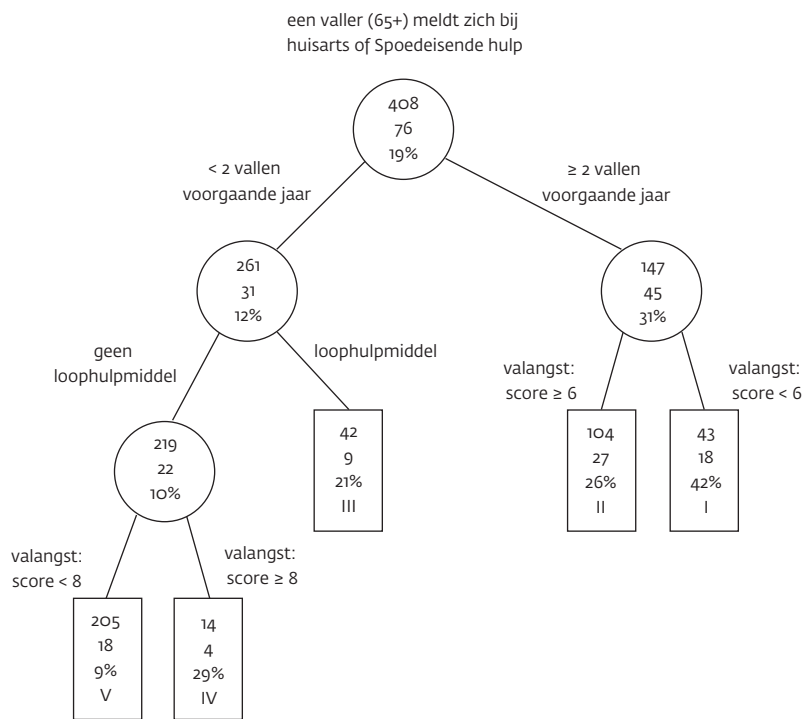 een valler (65+) meldt zich bij
huisarts of Spoedeisende hulp
408
76
19%
< 2 vallen
voorgaande jaar
≥ 2 vallen
voorgaande jaar
261
31
12%
147
45
31%
geen
loophulpmiddel
loophulpmiddel
valangst:
score ≥ 6
valangst:
score < 6
219
22
10%
42
9
21%
III
104
27
26%
II
43
18
42%
I
valangst:
score < 8
valangst:
score ≥ 8
205
18
9%
V
14
4
29%
IV